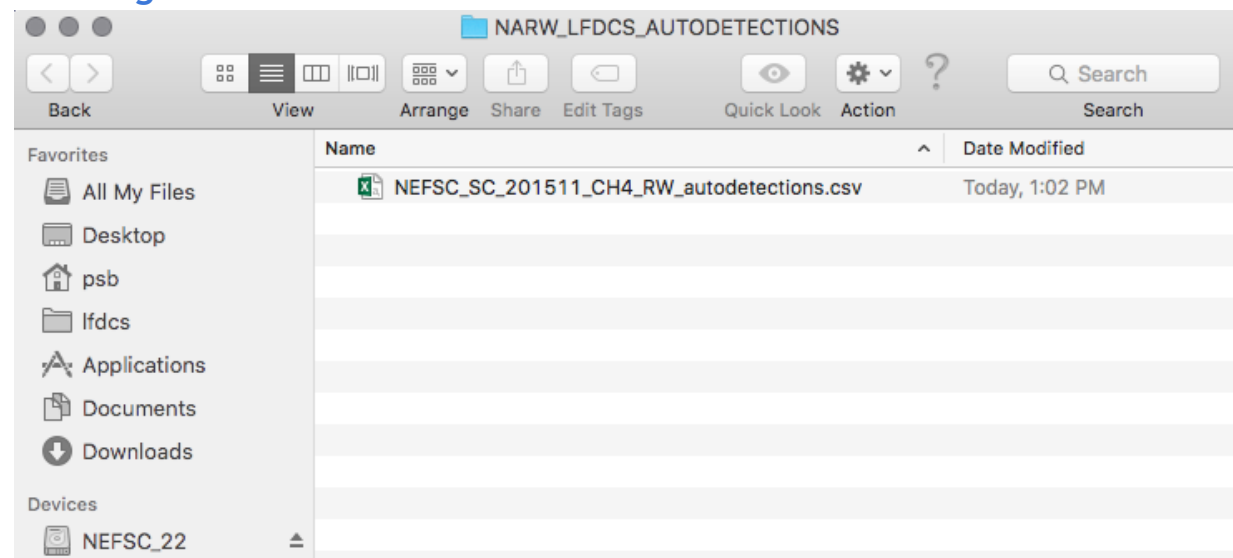 NARW_LFDCS_AUTODETECTIONS
Back View Arrange Share Edit Tags Quick Look Action Search
Search
Favorites
All My Files
Desktop
psb
lfdcs
Applications
Documents
Downloads
Devices
NEFSC_22
Name Date Modified
NEFSC_SC_201511_CH4_RW_autodetections.csv Today, 1:02 PM